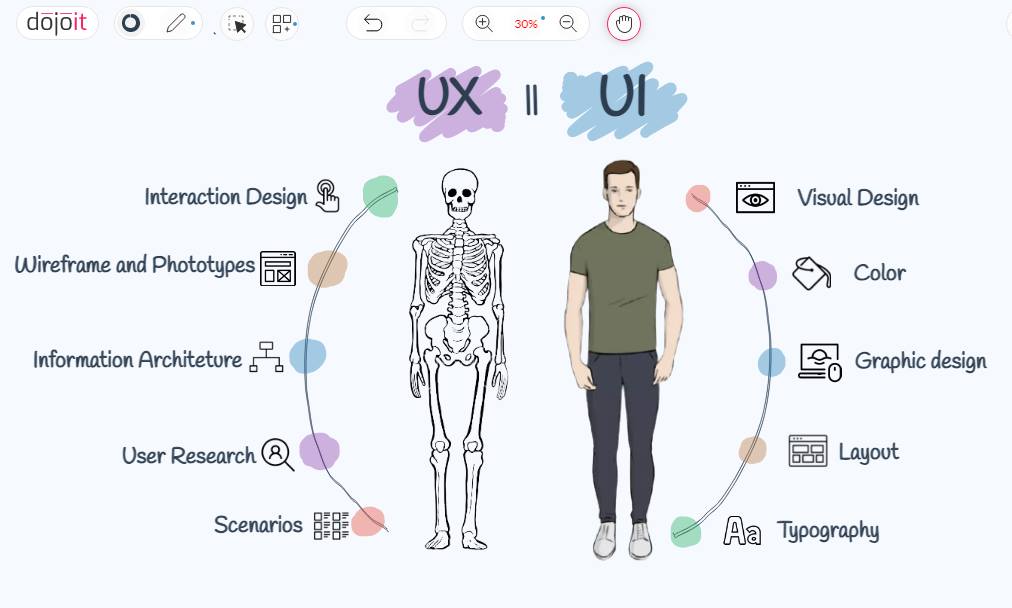 dojoit
30%
UX || UI
Interaction Design
Wireframe and Phototypes
Information Architeture
User Research
Scenarios
Visual Design
Color
Graphic design
Layout
Aa Typography